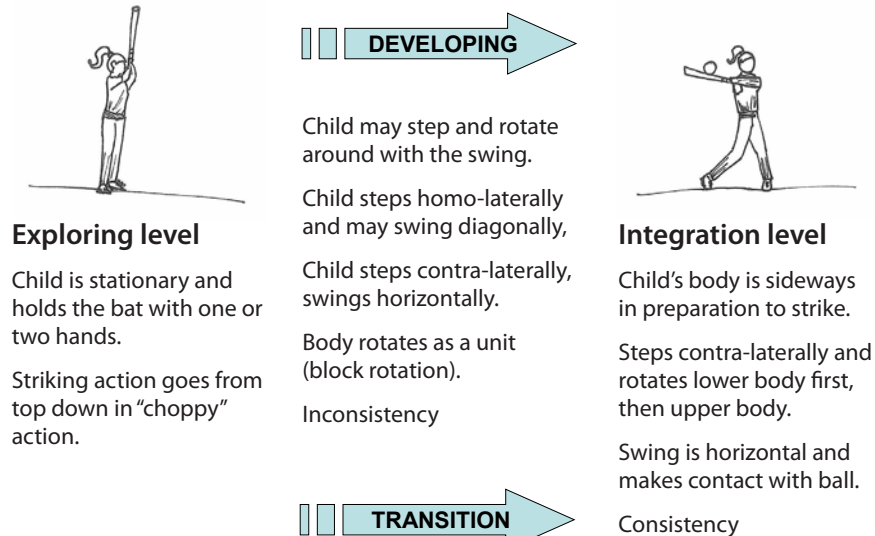 DEVELOPING
Exploring level
Child is stationary and
holds the bat with one or
two hands.
Striking action goes from
top down in “choppy”
action.
Child may step and rotate
around with the swing.
Child steps homo-laterally
and may swing diagonally,
Child steps contra-laterally,
swings horizontally.
Body rotates as a unit
(block rotation).
Inconsistency
TRANSITION
Integration level
Child’s body is sideways
in preparation to strike.
Steps contra-laterally and
rotates lower body first,
then upper body.
Swing is horizontal and
makes contact with ball.
Consistency